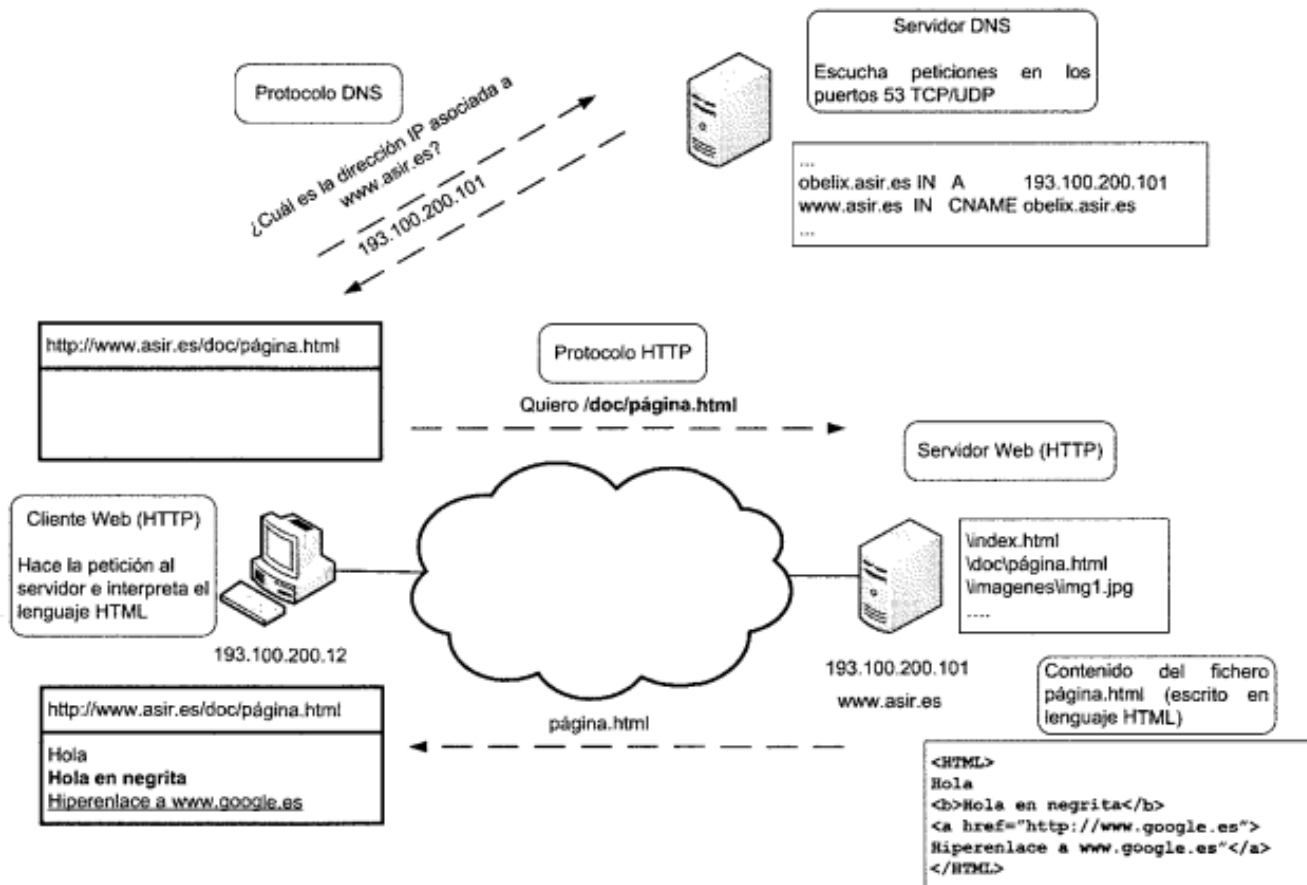 Servidor DNS
Escucha peticiones en los
puertos 53 TCP/UDP
Protocolo DNS
¿Cuál es la dirección IP asociada a
www.asir.es?
193.100.200.101
...
obelix.asir.es IN A 193.100.200.101
www.asir.es IN CNAME obelix.asir.es
...
http://www.asir.es/doc/página.html
Protocolo HTTP
Quiero /doc/página.html
Servidor Web (HTTP)
Cliente Web (HTTP)
Hace la petición al
servidor e interpreta el
lenguaje HTML
193.100.200.12
\index.html
\doc\página.html
\imagenes\img1.jpg
....
193.100.200.101
www.asir.es
Contenido del fichero
página.html (escrito en
lenguaje HTML)
página.html
http://www.asir.es/doc/página.html
Hola
Hola en negrita
Hiperenlace a www.google.es
<HTML>
Hola
<b>Hola en negrita</b>
<a href="http://www.google.es">
Hiperenlace a www.google.es"</a>
</HTML>